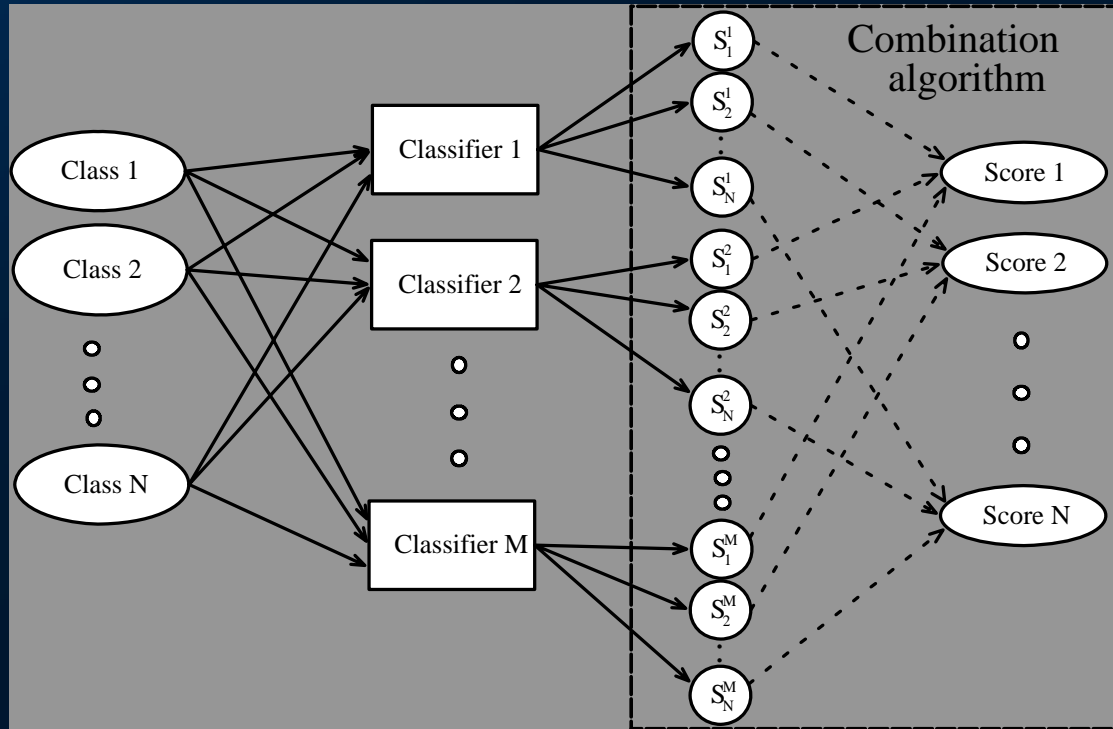 Combination
algorithm
Class 1
Class 2
Class N
Classifier 1
Classifier 2
Classifier M
S₁¹
S₂¹
S_N¹
S₁²
S₂²
S_N²
S₁ᴹ
S₂ᴹ
S_Nᴹ
Score 1
Score 2
Score N